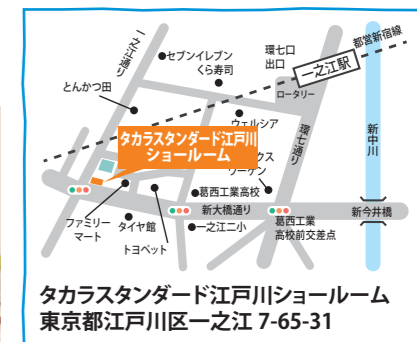 一之江通り
セブンイレブン
くら寿司
環七口
出口
都営新宿線
一之江駅
とんかつ田
ロータリー
ウェルシア
タカラスタンダード江戸川
ショールーム
環七通り
新中川
クス
ワーゲン
葛西工業高校
新大橋通り
新今井橋
ファミリー
マート
タイヤ館
一之江二小
葛西工業
高校前交差点
トヨペット
タカラスタンダード江戸川ショールーム
東京都江戸川区一之江 7-65-31